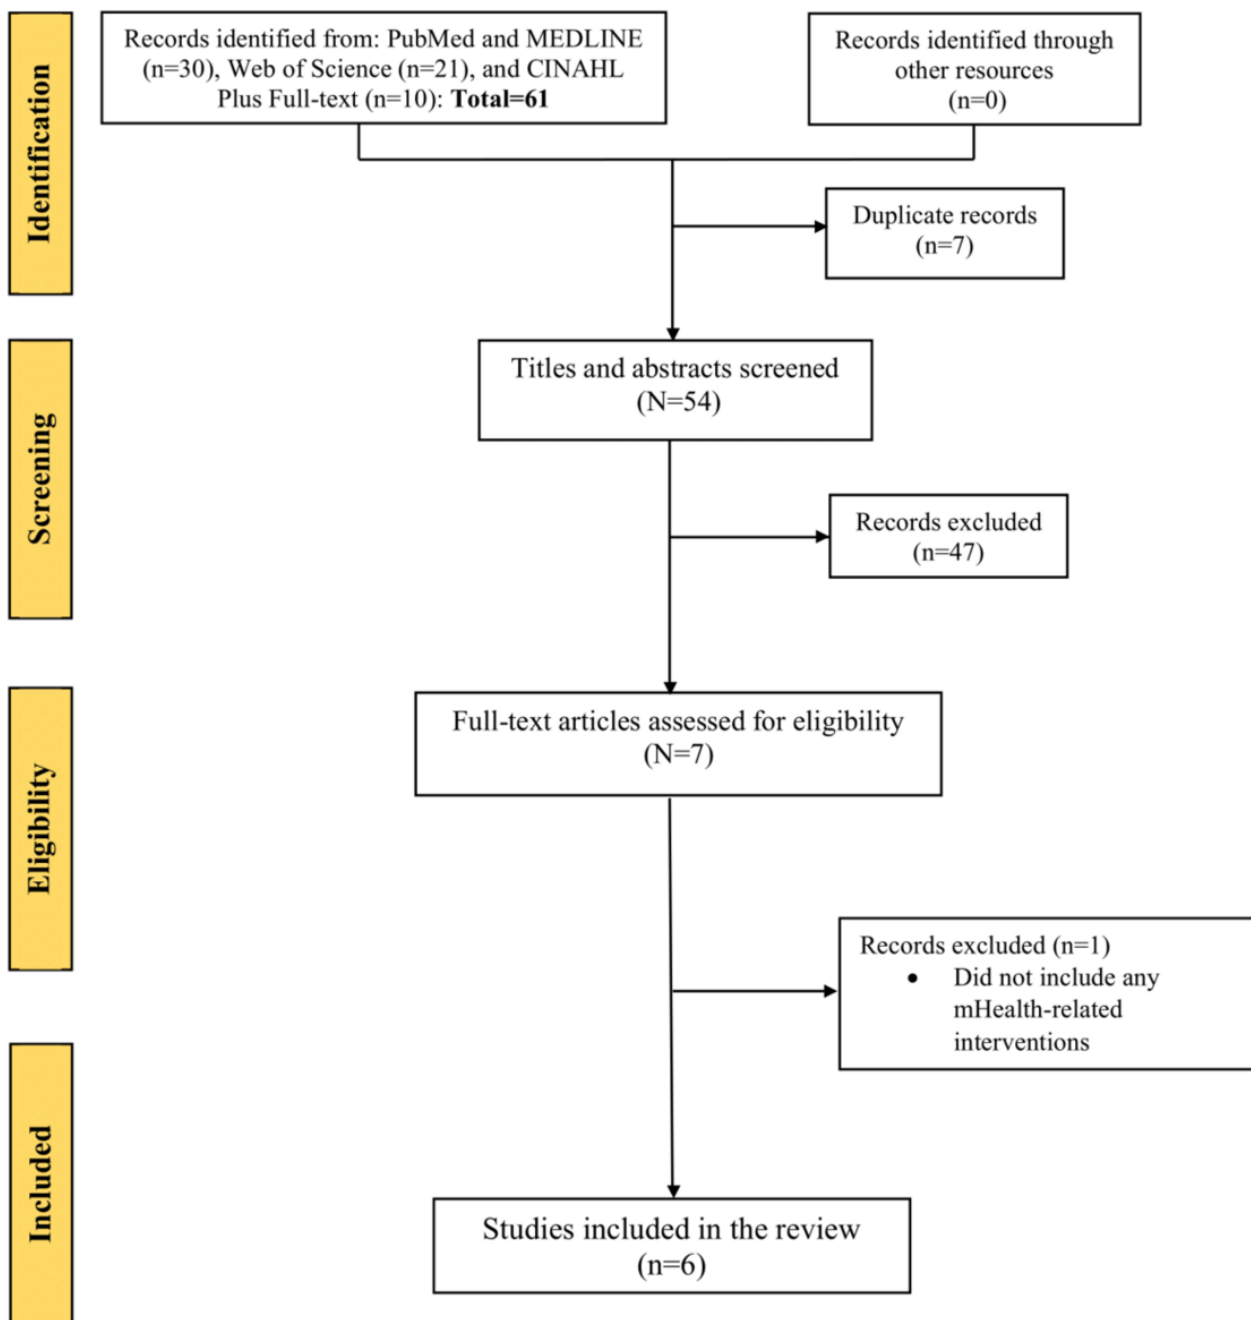 Identification
Records identified from: PubMed and MEDLINE
(n=30), Web of Science (n=21), and CINAHL
Plus Full-text (n=10): Total=61
Records identified through
other resources
(n=0)
Duplicate records
(n=7)
Screening
Titles and abstracts screened
(N=54)
Records excluded
(n=47)
Eligibility
Full-text articles assessed for eligibility
(N=7)
Records excluded (n=1)
• Did not include any
mHealth-related
interventions
Included
Studies included in the review
(n=6)